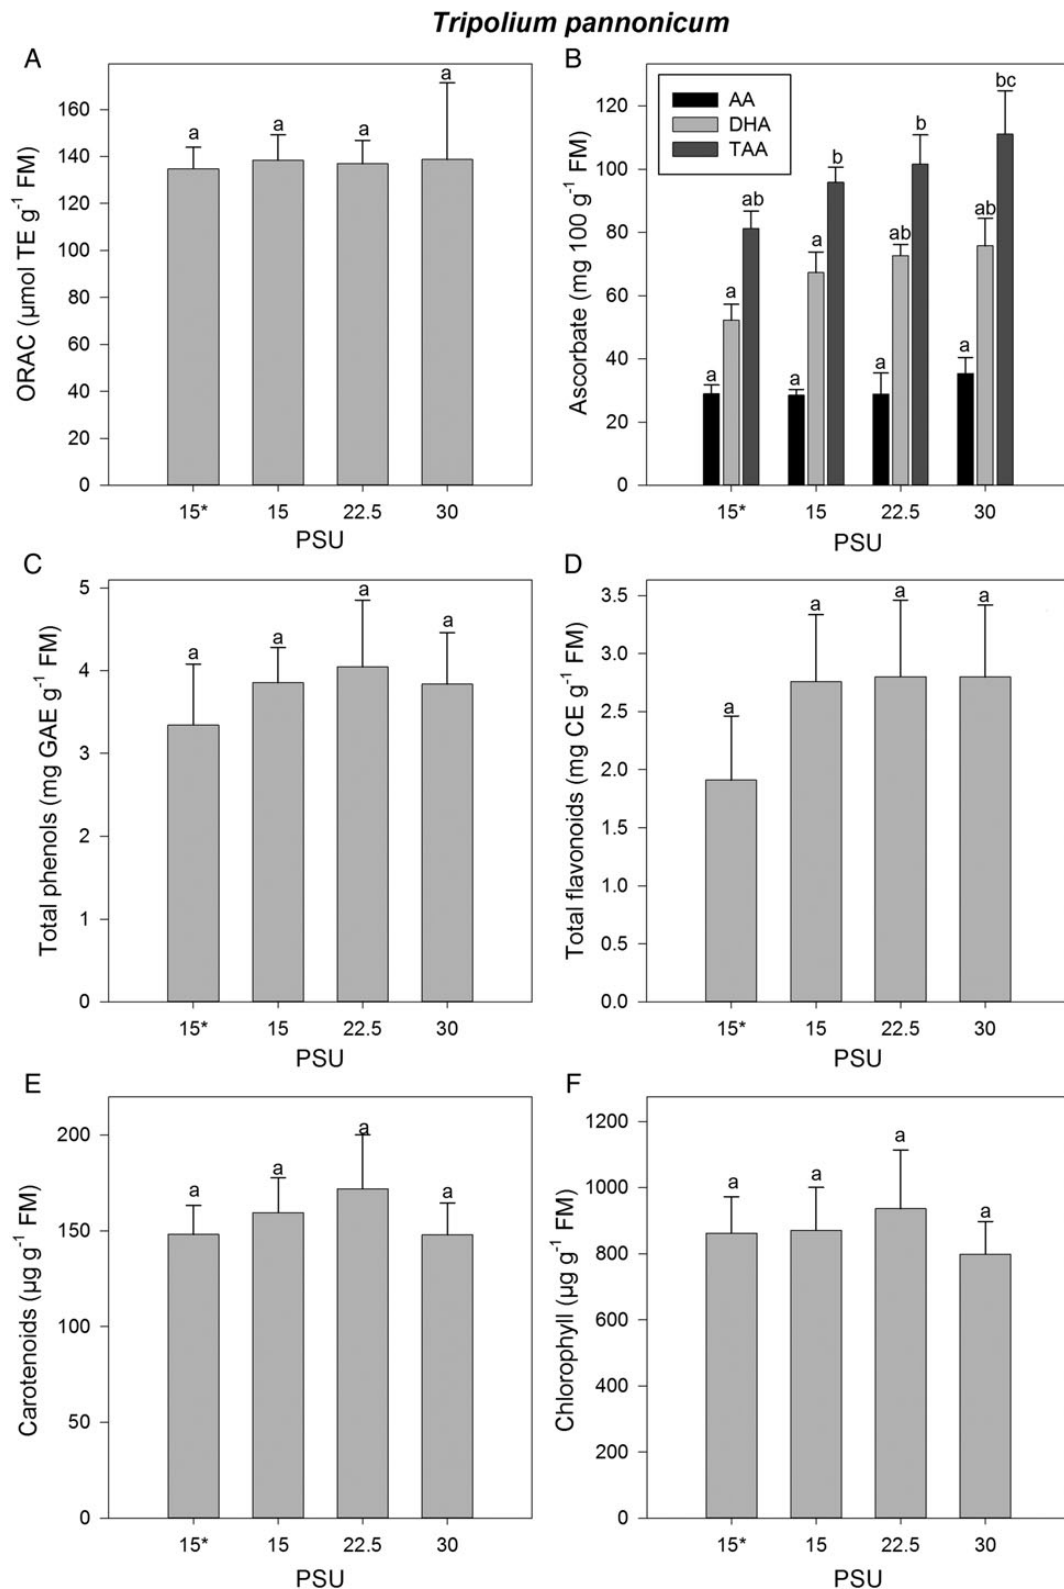 Tripolium pannonicum
A
ORAC (µmol TE g⁻¹ FM)
160
140
120
100
80
60
40
20
0
a
a
a
a
15*
15
22.5
30
PSU
B
Ascorbate (mg 100 g⁻¹ FM)
AA
DHA
TAA
120
100
80
60
40
20
0
a
a
ab
a
a
b
a
ab
b
a
ab
bc
15*
15
22.5
30
PSU
C
Total phenols (mg GAE g⁻¹ FM)
5
4
3
2
1
0
a
a
a
a
15*
15
22.5
30
PSU
D
Total flavonoids (mg CE g⁻¹ FM)
3.5
3.0
2.5
2.0
1.5
1.0
0.5
0.0
a
a
a
a
15*
15
22.5
30
PSU
E
Carotenoids (µg g⁻¹ FM)
200
150
100
50
0
a
a
a
a
15*
15
22.5
30
PSU
F
Chlorophyll (µg g⁻¹ FM)
1200
1000
800
600
400
200
0
a
a
a
a
15*
15
22.5
30
PSU